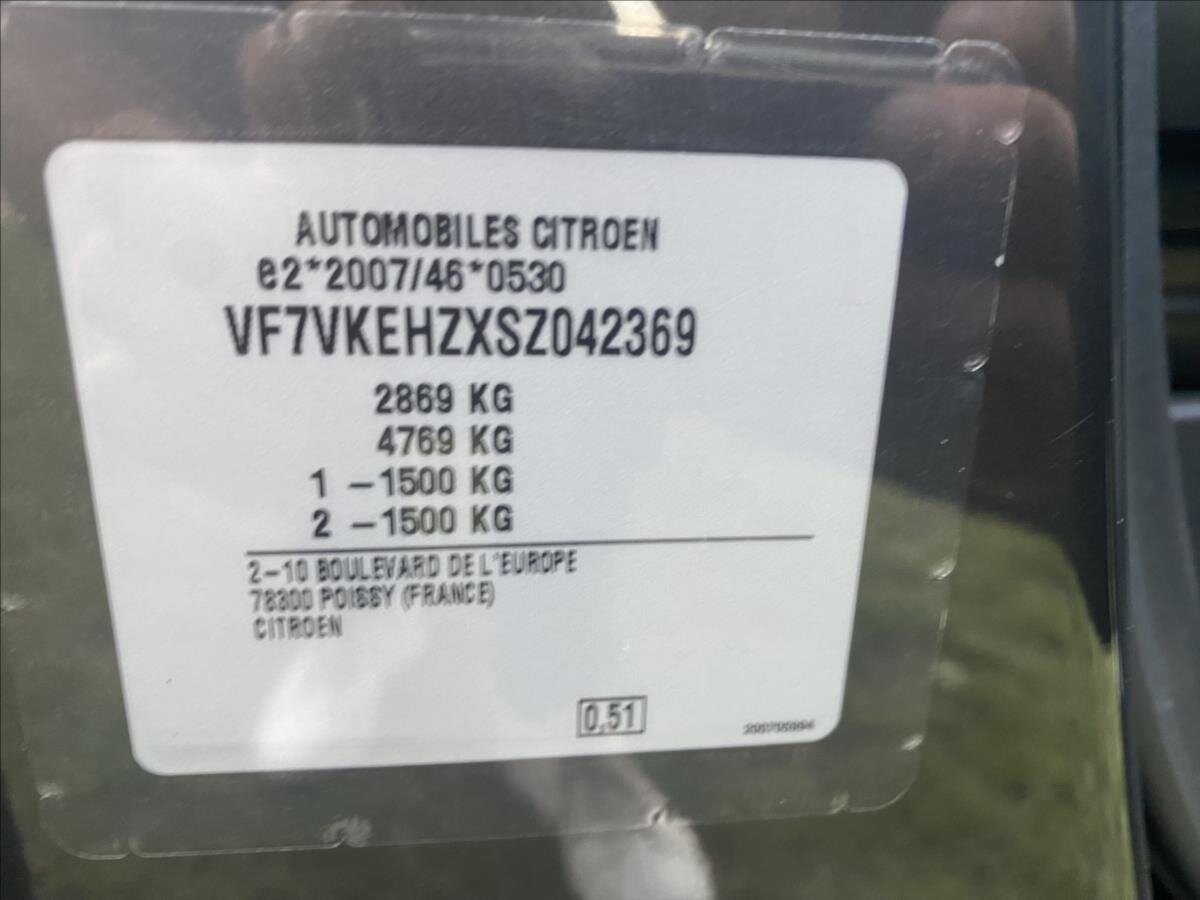 AUTOMOBILES CITROEN
e2*2007/46*0530
VF7VKEHZXSZ042369
2869 KG
4769 KG
1 -1500 KG
2 -1500 KG
2-10 BOULEVARD DE L'EUROPE
78300 POISSY (FRANCE)
CITROEN
0,51